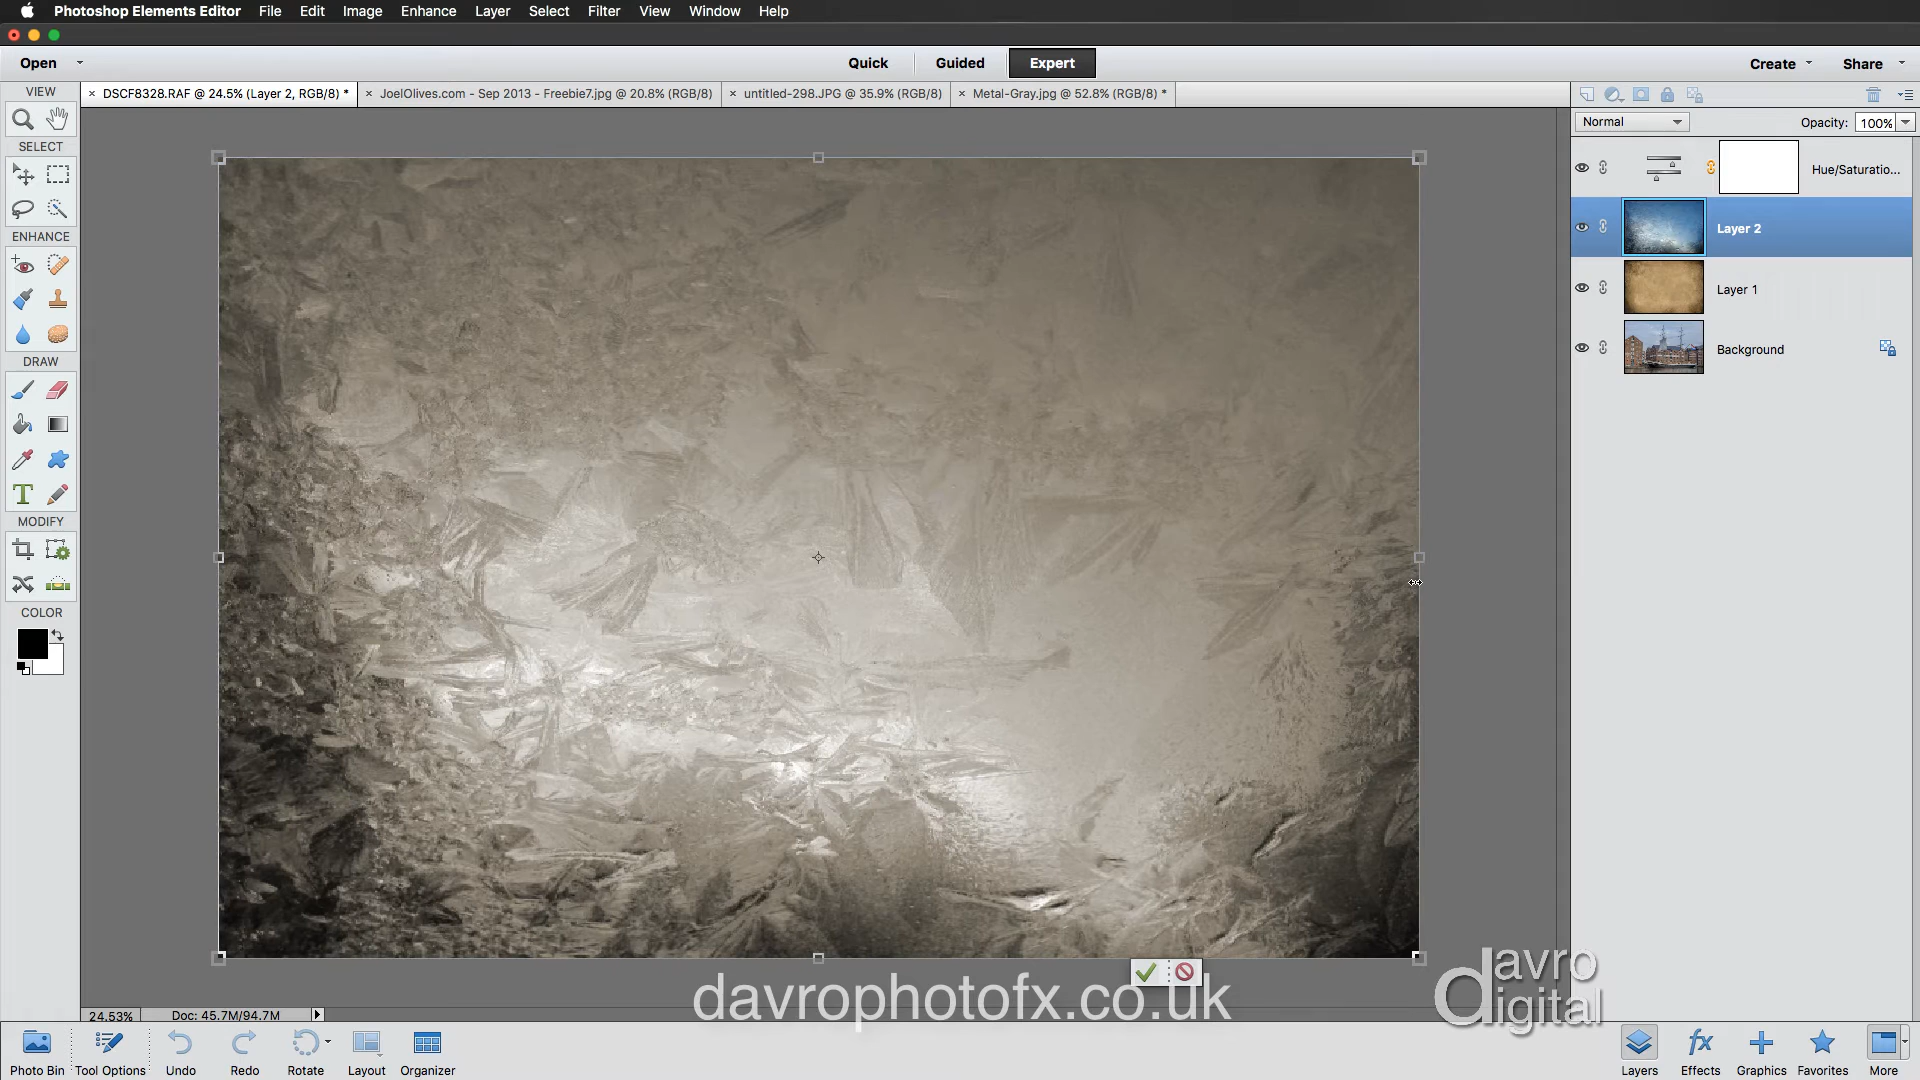 Photoshop Elements Editor File Edit Image Enhance Layer Select Filter View Window Help
Open Quick Guided Expert Create Share
VIEW
× DSCF8328.RAF @ 24.5% (Layer 2, RGB/8) * × JoelOlives.com - Sep 2013 - Freebie7.jpg @ 20.8% (RGB/8) × untitled-298.JPG @ 35.9% (RGB/8) × Metal-Gray.jpg @ 52.8% (RGB/8) *
Normal Opacity: 100%
SELECT
Hue/Saturatio...
Layer 2
ENHANCE
Layer 1
Background
DRAW
T
MODIFY
COLOR
davrophotofx.co.uk
davro
digital
24.53% Doc: 45.7M/94.7M
fx
Photo Bin Tool Options Undo Redo Rotate Layout Organizer Layers Effects Graphics Favorites More